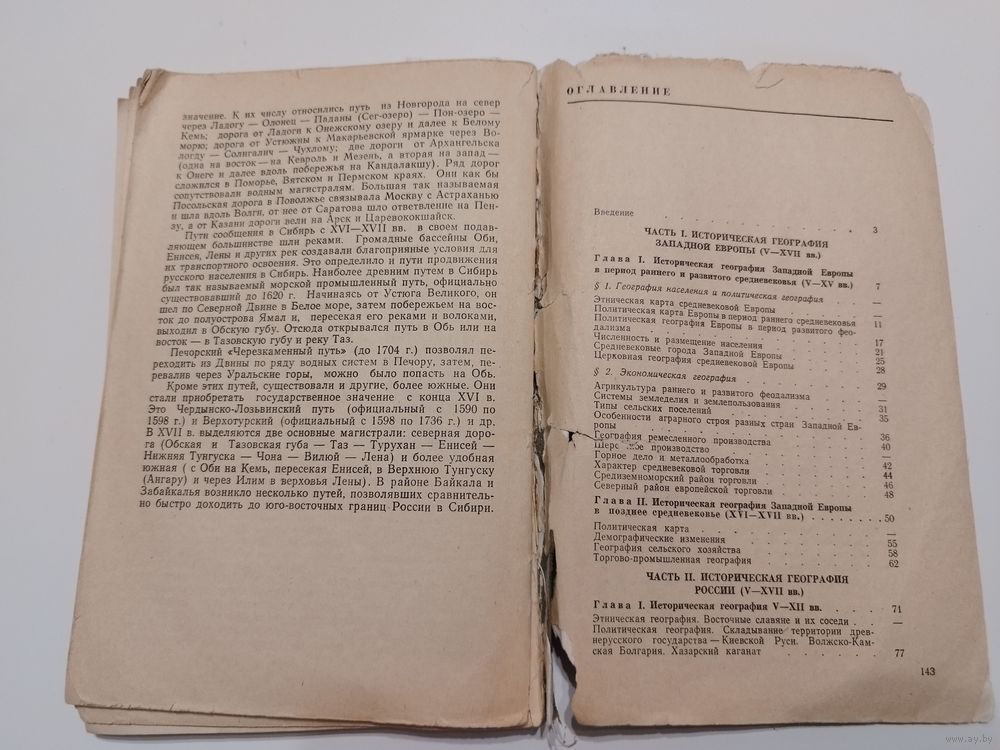 значение. К их числу относились путь из Новгорода на север
через Ладогу — Олонец — Паданы (Сег-озеро) — Пон-озеро —
Кемь; дорога от Ладоги к Онежскому озеру и далее к Белому
морю; дорога от Устюжны к Макарьевской ярмарке через Во-
логду — Солнгалич — Чухлому; две дороги от Архангельска
(одна на восток — на Кевроль и Мезень, а вторая на запад —
к Онеге и далее вдоль побережья на Кандалакшу). Ряд дорог
сложился в Поморье, Вятском и Пермском краях. Они как бы
сопутствовали водным магистралям. Большая так называемая
Посольская дорога в Поволжье связывала Москву с Астраханью
и шла вдоль Волги, от нее от Саратова шло ответвление на Пен-
зу, а от Казани дороги вели на Арск и Царевококшайск.
Пути сообщения в Сибирь с XVI—XVII вв. в своем подав-
ляющем большинстве шли реками. Громадные бассейны Оби,
Енисея, Лены и других рек создавали благоприятные условия для
их транспортного освоения. Это определило и пути продвижения
русского населения в Сибирь. Наиболее древним путем в Сибирь
был так называемый морской промышленный путь, официально
существовавший до 1620 г. Начинаясь от Устюга Великого, он
шел по Северной Двине в Белое море, затем побережьем на вос-
ток до полуострова Ямал и, пересекая его реками и волоками,
выходил в Обскую губу. Отсюда открывался путь в Обь или на
восток — в Тазовскую губу и реку Таз.
Печорский «Черезкаменный путь» (до 1704 г.) позволял пе-
реходить из Двины по ряду водных систем в Печору, затем, пе-
ревалив через Уральские горы, можно было попасть на Обь.
Кроме этих путей, существовали и другие, более южные. Они
стали приобретать государственное значение с конца XVI в.
Это Чердынско-Лозьвинский путь (официальный с 1590 по
1598 г.) и Верхотурский (официальный с 1598 по 1736 г.) и др.
В XVII в. выделяются две основные магистрали: северная доро-
га (Обская и Тазовская губа — Таз — Турухан — Енисей —
Нижняя Тунгуска — Чона — Вилюй — Лена) и более удобная
южная ( с Оби на Кемь, пересекая Енисей, в Верхнюю Тунгуску
(Ангару) и через Илим в верховья Лены). В районе Байкала и
Забайкалья возникло несколько путей, позволявших сравнитель-
но быстро доходить до юго-восточных границ России в Сибири.
ОГЛАВЛЕНИЕ
Введение . . . . . . . . . 3
ЧАСТЬ I. ИСТОРИЧЕСКАЯ ГЕОГРАФИЯ
ЗАПАДНОЙ ЕВРОПЫ (V—XVII вв.)
Глава I. Историческая география Западной Европы
в период раннего и развитого средневековья (V—XV вв.) 7
§ 1. География населения и политическая география . —
Этническая карта средневековой Европы . . . . —
Политическая карта Европы в период раннего средневековья 11
Политическая география Европы в период развитого фео-
дализма . . . . . . . . 17
Численность и размещение населения . . . . 21
Средневековые города Западной Европы . . . . 25
Церковная география средневековой Европы . . . 28
§ 2. Экономическая география . . . . . 29
Агрикультура раннего и развитого феодализма . . —
Системы земледелия и землепользования . . . 31
Типы сельских поселений . . . . . 35
Особенности аграрного строя разных стран Западной Ев-
ропы . . . . . . . . 36
География ремесленного производства . . . . 40
производство . . . . . —
Горное дело и металлообработка . . . . 42
Характер средневековой торговли . . . . 44
Средиземноморский район торговли . . . . 46
Северный район европейской торговли . . . . 48
Глава II. Историческая география Западной Европы
в позднее средневековье (XVI—XVII вв.) . . . . . . . . 50
Политическая карта . . . . . . . —
Демографические изменения . . . . . 55
География сельского хозяйства . . . . . 58
Торгово-промышленная география . . . . . 62
ЧАСТЬ II. ИСТОРИЧЕСКАЯ ГЕОГРАФИЯ
РОССИИ (V—XVII вв.)
Глава I. Историческая география V—XII вв. . . . . 71
Этническая география. Восточные славяне и их соседи . . —
Политическая география. Складывание территории древ-
нерусского государства — Киевской Руси. Волжско-Кам-
ская Болгария. Хазарский каганат . . . . . . 77
143
www.ay.by